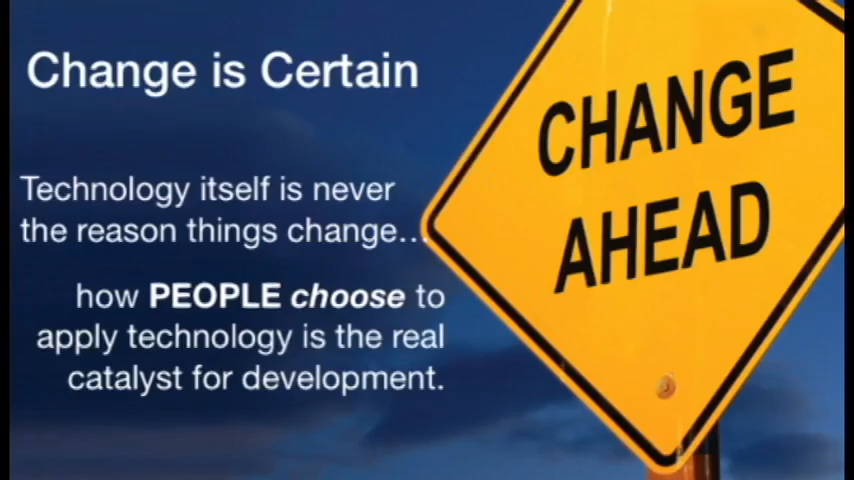 Change is Certain
Technology itself is never
the reason things change...
how PEOPLE choose to
apply technology is the real
catalyst for development.
CHANGE
AHEAD